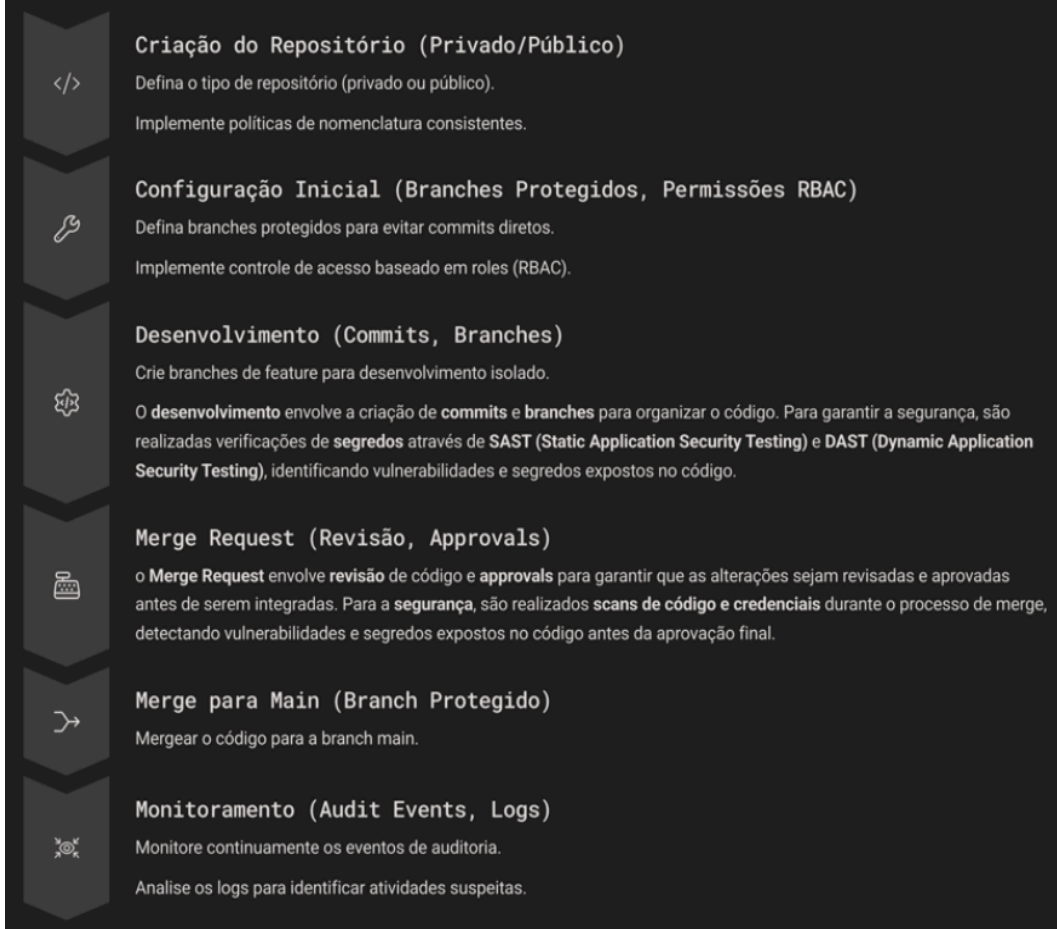 Criação do Repositório (Privado/Público)
Defina o tipo de repositório (privado ou público).
Implemente políticas de nomenclatura consistentes.
Configuração Inicial (Branches Protegidos, Permissões RBAC)
Defina branches protegidos para evitar commits diretos.
Implemente controle de acesso baseado em roles (RBAC).
Desenvolvimento (Commits, Branches)
Crie branches de feature para desenvolvimento isolado.
O desenvolvimento envolve a criação de commits e branches para organizar o código. Para garantir a segurança, são
realizadas verificações de segredos através de SAST (Static Application Security Testing) e DAST (Dynamic Application
Security Testing), identificando vulnerabilidades e segredos expostos no código.
Merge Request (Revisão, Approvals)
o Merge Request envolve revisão de código e approvals para garantir que as alterações sejam revisadas e aprovadas
antes de serem integradas. Para a segurança, são realizados scans de código e credenciais durante o processo de merge,
detectando vulnerabilidades e segredos expostos no código antes da aprovação final.
Merge para Main (Branch Protegido)
Mergear o código para a branch main.
Monitoramento (Audit Events, Logs)
Monitore continuamente os eventos de auditoria.
Analise os logs para identificar atividades suspeitas.